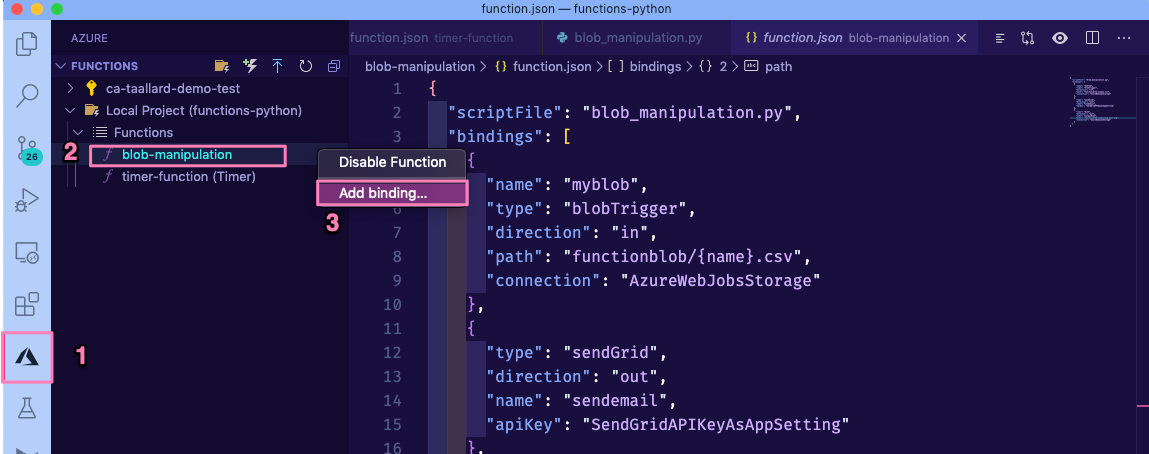 function.json — functions-python
AZURE
function.json timer-function
blob_manipulation.py
{} function.json blob-manipulation
FUNCTIONS
blob-manipulation > {} function.json > [ ] bindings > {} 2 > abc path
ca-taallard-demo-test
Local Project (functions-python)
Functions
26
2
f blob-manipulation
f timer-function (Timer)
Disable Function
Add binding...
3
1
1 {
2 "scriptFile": "blob_manipulation.py",
3 "bindings": [
{
"name": "myblob",
6 "type": "blobTrigger",
7 "direction": "in",
8 "path": "functionblob/{name}.csv",
9 "connection": "AzureWebJobsStorage"
10 },
11 {
12 "type": "sendGrid",
13 "direction": "out",
14 "name": "sendemail",
15 "apiKey": "SendGridAPIKeyAsAppSetting"
16 },